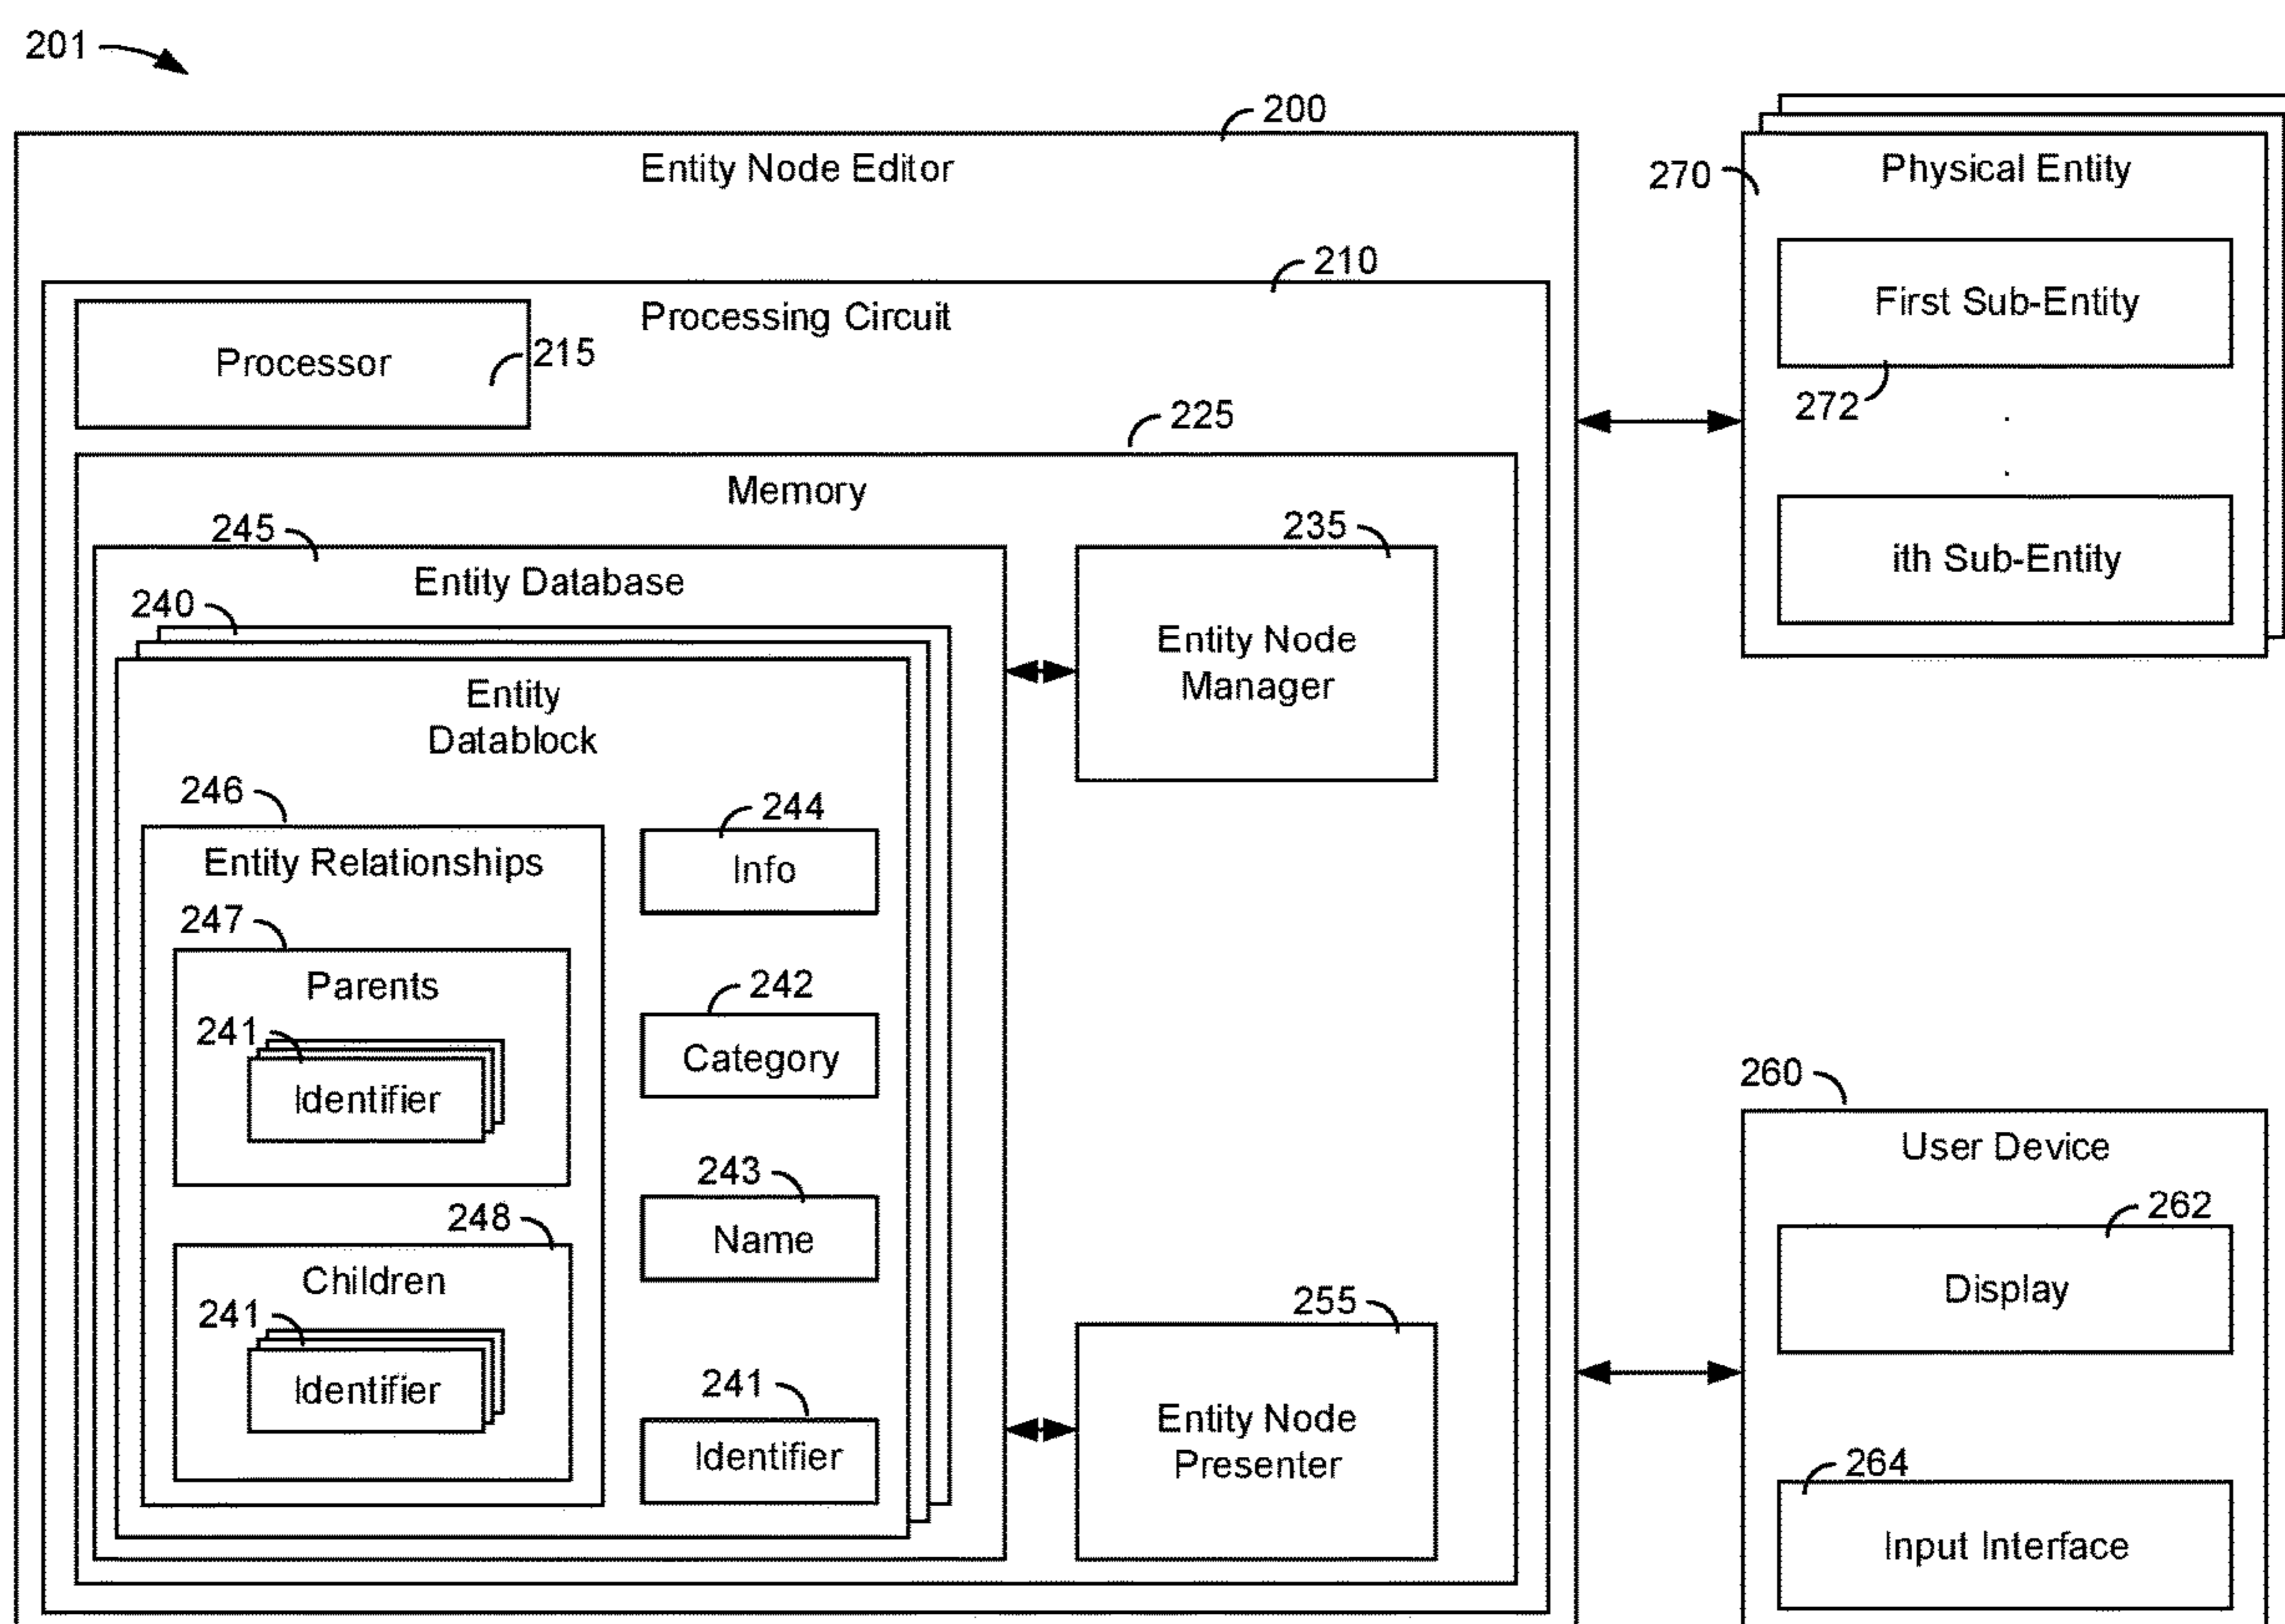 201
200
Entity Node Editor
270
Physical Entity
210
Processing Circuit
First Sub-Entity
Processor
215
272
225
Memory
245
235
ith Sub-Entity
Entity Database
240
Entity Node
Manager
Entity
Datablock
246
244
Entity Relationships
Info
247
Parents
242
241
Category
Identifier
260
User Device
243
262
248
Name
Children
Display
241
255
Identifier
241
Entity Node
Presenter
Identifier
264
Input Interface